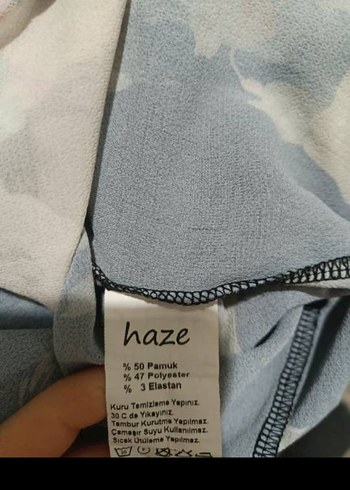 haze
% 50 Pamuk
% 47 Polyester
% 3 Elastan
Kuru Temizleme Yapınız.
30.C de Yıkayınız.
Tambur Kurutma Yapılmaz.
Çamaşır Suyu Kullanılmaz.
Sıcak Ütüleme Yapılmaz.